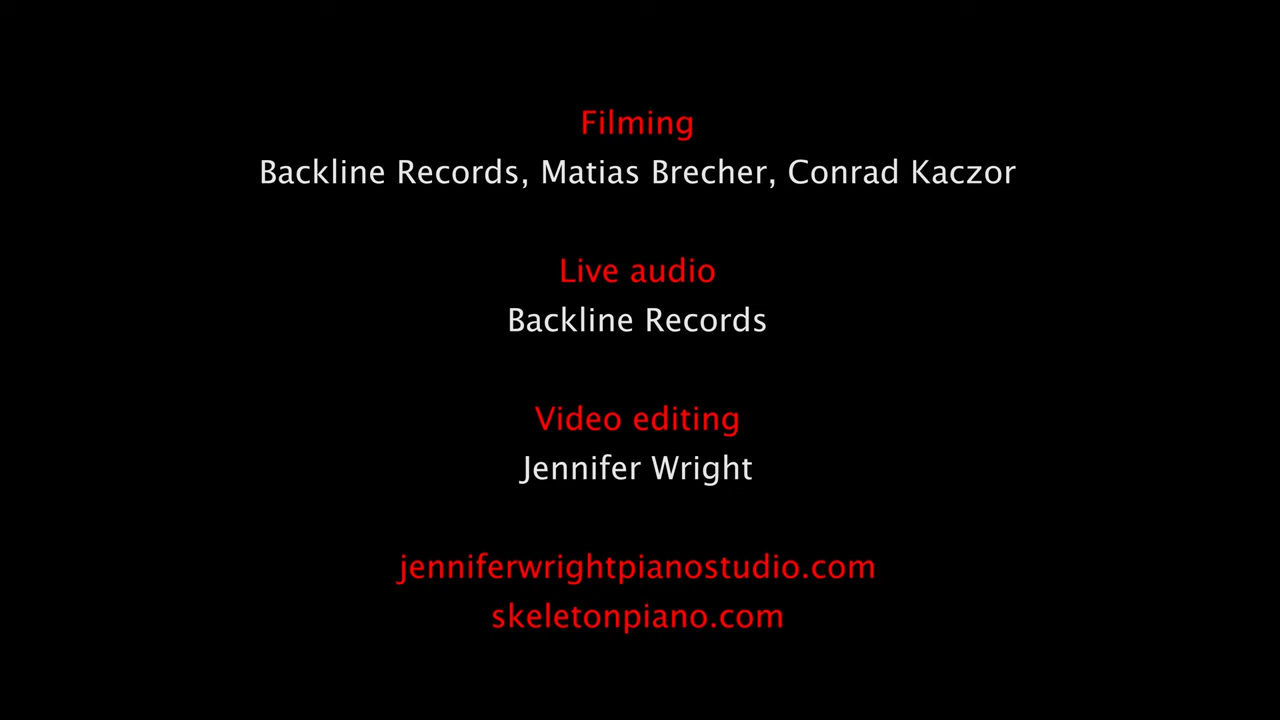 Filming
Backline Records, Matias Brecher, Conrad Kaczor
Live audio
Backline Records
Video editing
Jennifer Wright
jenniferwrightpianostudio.com
skeletonpiano.com